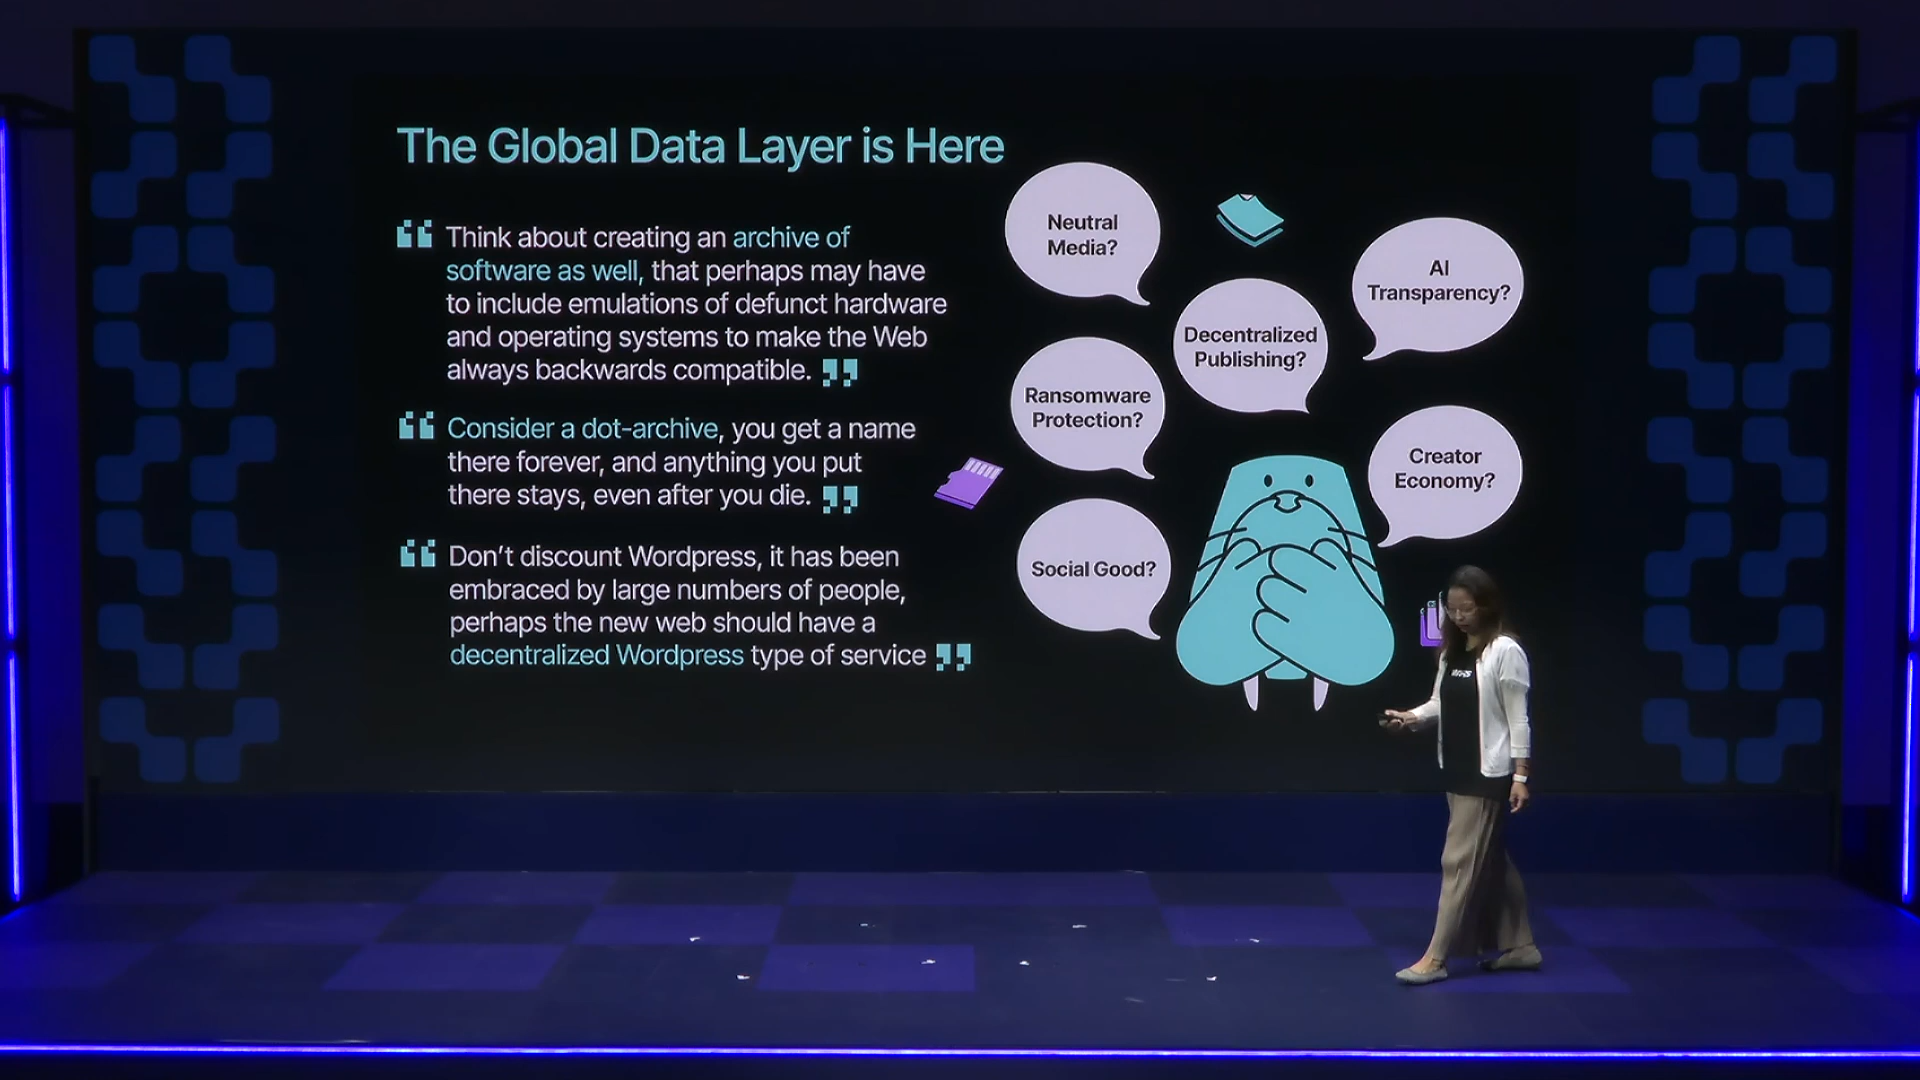 The Global Data Layer is Here
Think about creating an archive of
software as well, that perhaps may have
to include emulations of defunct hardware
and operating systems to make the Web
always backwards compatible.
Consider a dot-archive, you get a name
there forever, and anything you put
there stays, even after you die.
Don't discount Wordpress, it has been
embraced by large numbers of people,
perhaps the new web should have a
decentralized Wordpress type of service
Neutral
Media?
AI
Transparency?
Decentralized
Publishing?
Ransomware
Protection?
Creator
Economy?
Social Good?